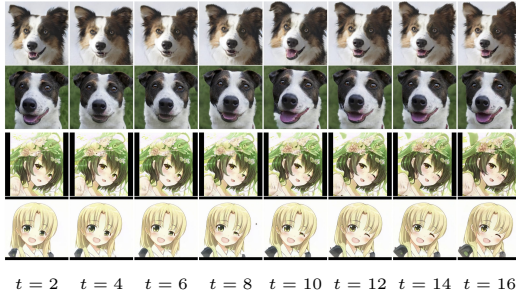 t = 2 t = 4 t = 6 t = 8 t = 10 t = 12 t = 14 t = 16